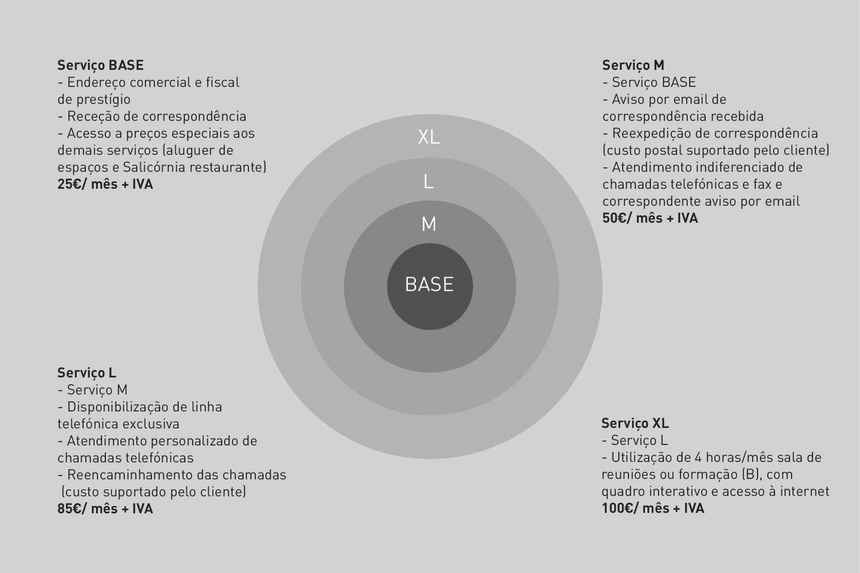 Serviço BASE
- Endereço comercial e fiscal
de prestígio
- Receção de correspondência
- Acesso a preços especiais aos
demais serviços (aluguer de
espaços e Salicórnia restaurante)
25€/ mês + IVA
Serviço M
- Serviço BASE
- Aviso por email de
correspondência recebida
- Reexpedição de correspondência
(custo postal suportado pelo cliente)
- Atendimento indiferenciado de
chamadas telefónicas e fax e
correspondente aviso por email
50€/ mês + IVA
XL
L
M
BASE
Serviço L
- Serviço M
- Disponibilização de linha
telefónica exclusiva
- Atendimento personalizado de
chamadas telefónicas
- Reencaminhamento das chamadas
(custo suportado pelo cliente)
85€/ mês + IVA
Serviço XL
- Serviço L
- Utilização de 4 horas/mês sala de
reuniões ou formação (B), com
quadro interativo e acesso à internet
100€/ mês + IVA